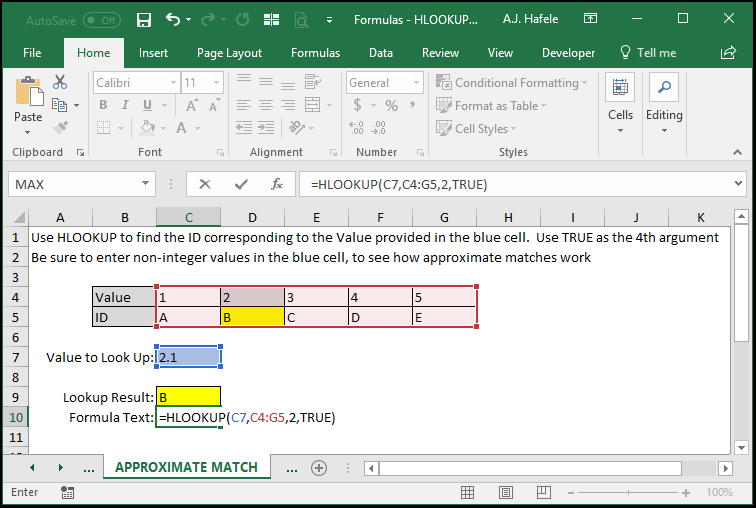 AutoSave Off Formulas - HLOOKUP... A.J. Hafele
File Home Insert Page Layout Formulas Data Review View Developer Tell me
Paste Calibri 11 General Conditional Formatting Cells Editing
B I U A A $ % , Format as Table
A Cell Styles
Clipboard Font Alignment Number Styles
MAX fx =HLOOKUP(C7,C4:G5,2,TRUE)
A B C D E F G H I J K
1 Use HLOOKUP to find the ID corresponding to the Value provided in the blue cell. Use TRUE as the 4th argument
2 Be sure to enter non-integer values in the blue cell, to see how approximate matches work
3
4 Value 1 2 3 4 5
5 ID A B C D E
6
7 Value to Look Up: 2.1
8
9 Lookup Result: B
10 Formula Text: =HLOOKUP(C7,C4:G5,2,TRUE)
11
... APPROXIMATE MATCH ...
Enter 100%